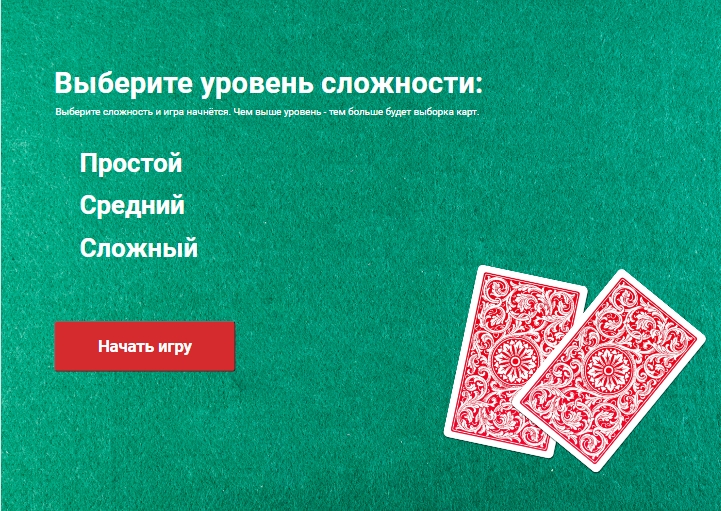 Выберите уровень сложности:
Выберите сложность и игра начнётся. Чем выше уровень - тем больше будет выборка карт.
Простой
Средний
Сложный
Начать игру